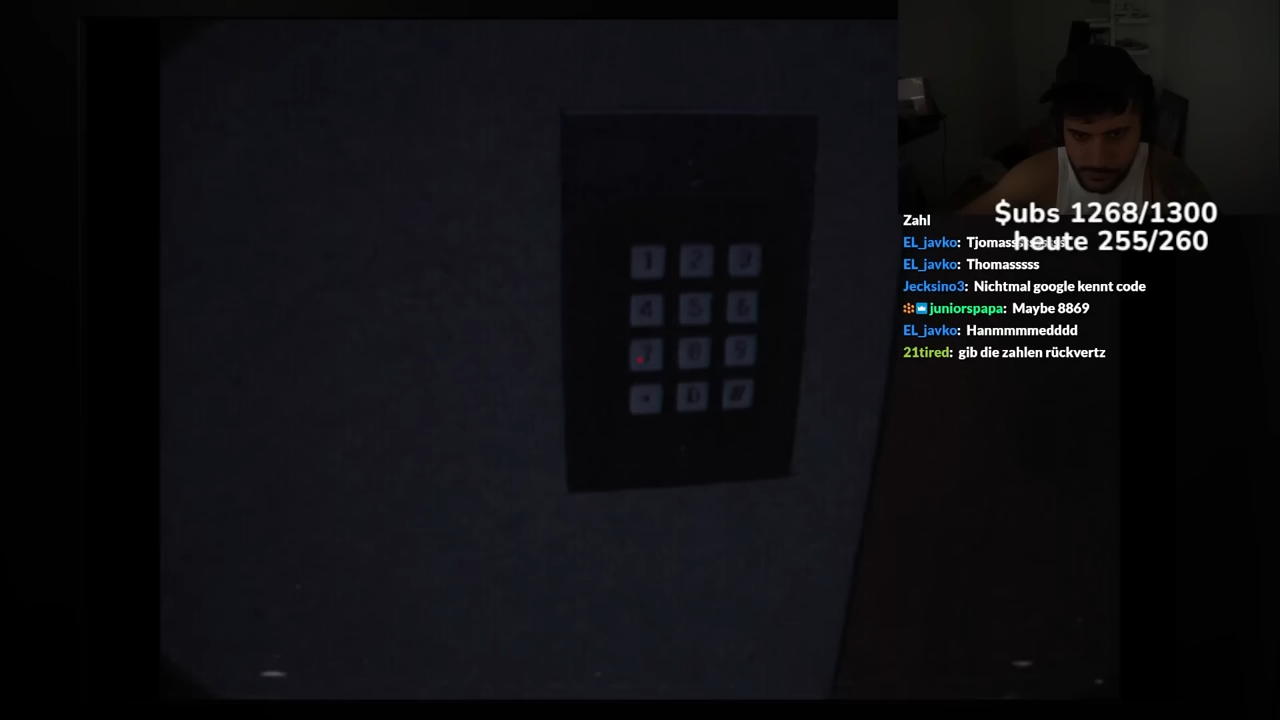 $ubs 1268/1300
heute 255/260
Zahl
EL_javko: Tjomassssssss
EL_javko: Thomasssss
Jecksino3: Nichtmal google kennt code
juniorspapa: Maybe 8869
EL_javko: Hanmmmmedddd
21tired: gib die zahlen rückvertz
1 2 3
4 5 6
7 8 9
* 0 #